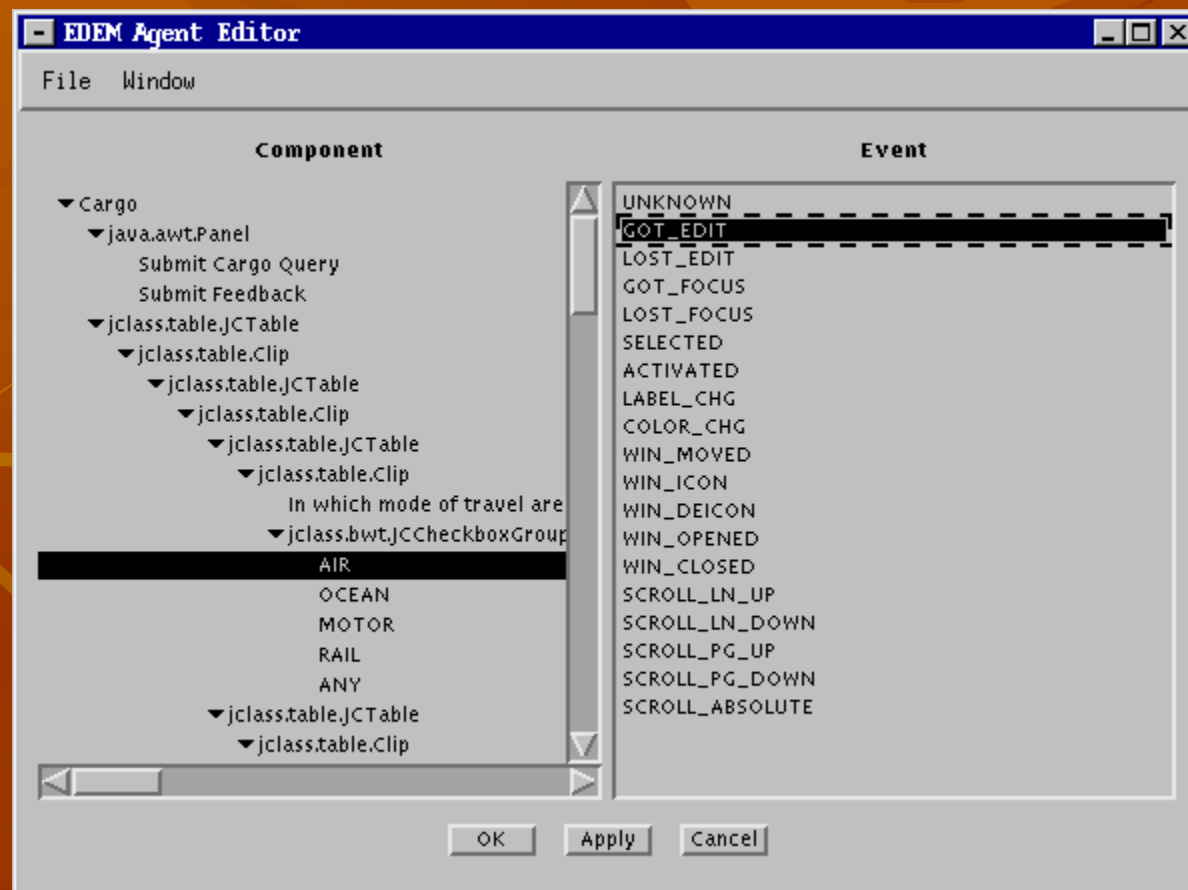 EDEM Agent Editor
File Window
Component
Cargo
java.awt.Panel
Submit Cargo Query
Submit Feedback
jclass.table.JCTable
jclass.table.Clip
jclass.table.JCTable
jclass.table.Clip
jclass.table.JCTable
jclass.table.Clip
In which mode of travel are
jclass.bwt.JCCheckboxGroup
AIR
OCEAN
MOTOR
RAIL
ANY
jclass.table.JCTable
jclass.table.Clip
Event
UNKNOWN
GOT_EDIT
LOST_EDIT
GOT_FOCUS
LOST_FOCUS
SELECTED
ACTIVATED
LABEL_CHG
COLOR_CHG
WIN_MOVED
WIN_ICON
WIN_DEICON
WIN_OPENED
WIN_CLOSED
SCROLL_LN_UP
SCROLL_LN_DOWN
SCROLL_PG_UP
SCROLL_PG_DOWN
SCROLL_ABSOLUTE
OK Apply Cancel